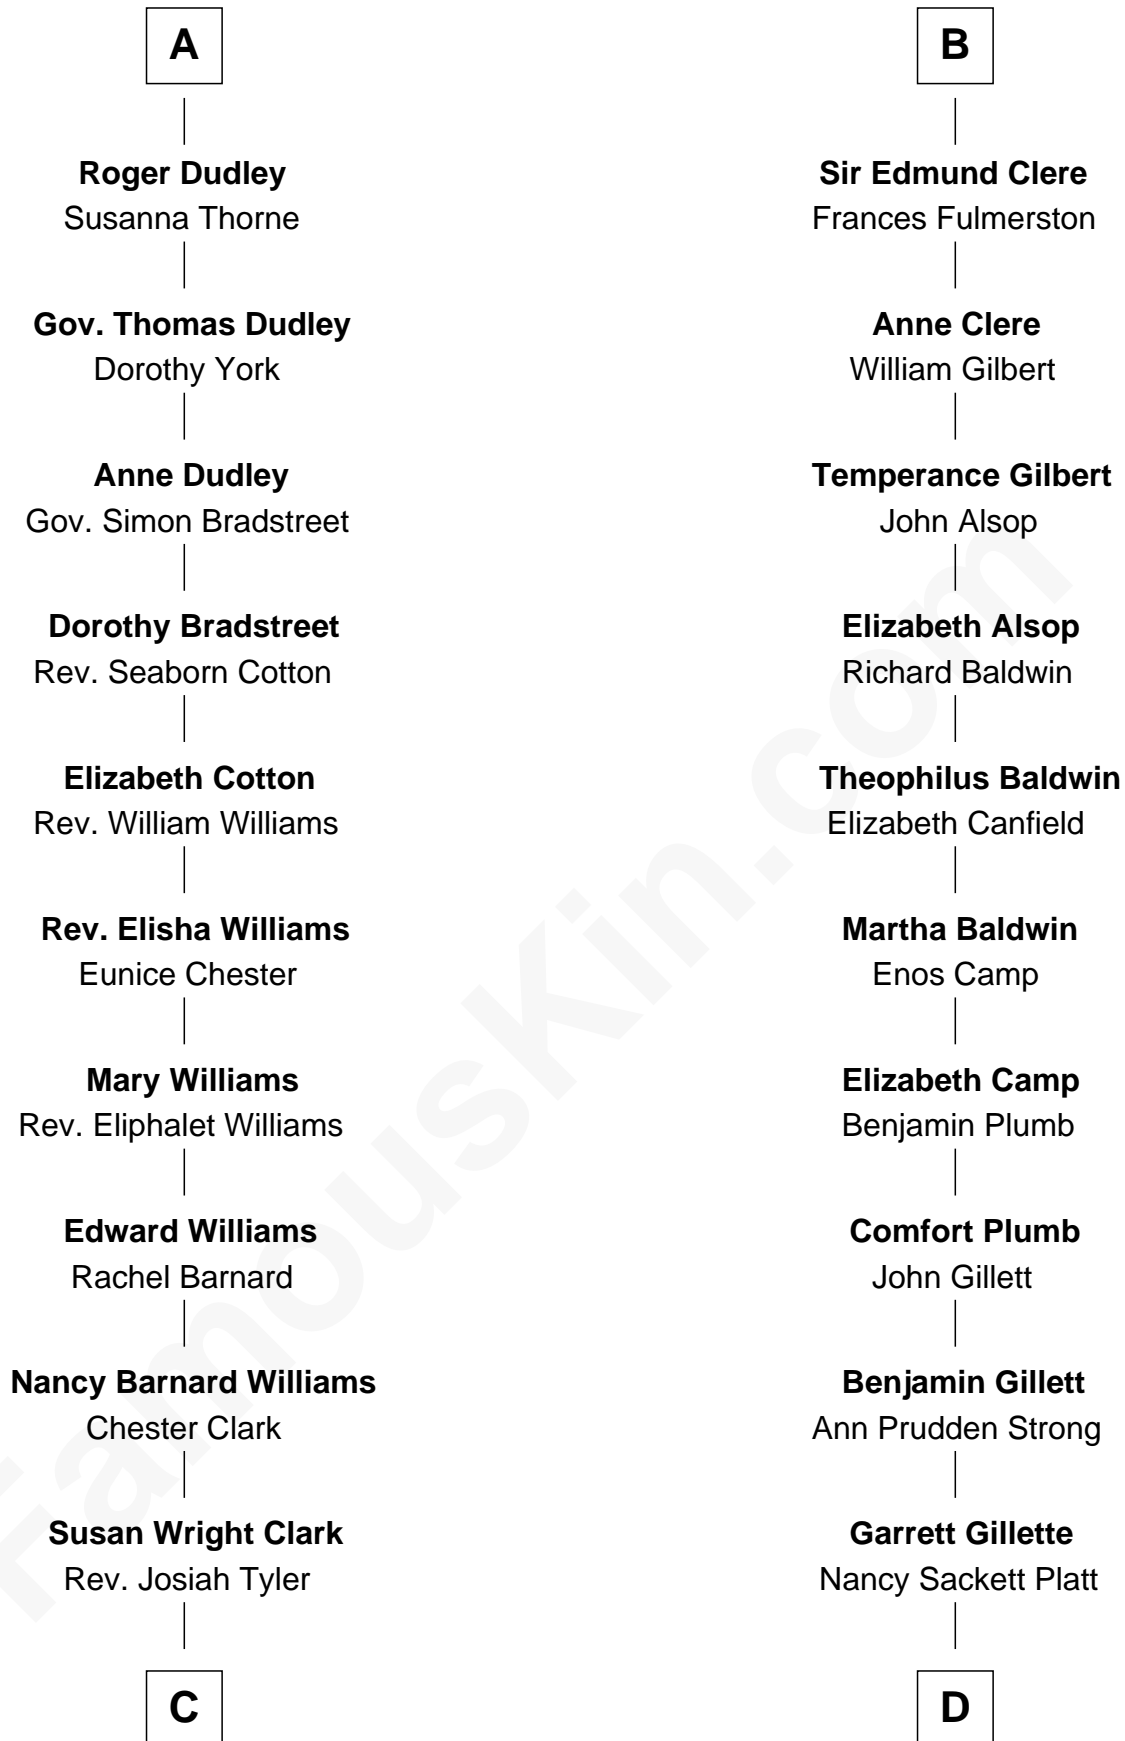 A
Roger Dudley
Susanna Thorne
Gov. Thomas Dudley
Dorothy York
Anne Dudley
Gov. Simon Bradstreet
Dorothy Bradstreet
Rev. Seaborn Cotton
Elizabeth Cotton
Rev. William Williams
Rev. Elisha Williams
Eunice Chester
Mary Williams
Rev. Eliphalet Williams
Edward Williams
Rachel Barnard
Nancy Barnard Williams
Chester Clark
Susan Wright Clark
Rev. Josiah Tyler
C
B
Sir Edmund Clere
Frances Fulmerston
Anne Clere
William Gilbert
Temperance Gilbert
John Alsop
Elizabeth Alsop
Richard Baldwin
Theophilus Baldwin
Elizabeth Canfield
Martha Baldwin
Enos Camp
Elizabeth Camp
Benjamin Plumb
Comfort Plumb
John Gillett
Benjamin Gillett
Ann Prudden Strong
Garrett Gillette
Nancy Sackett Platt
D
FamousKin.com